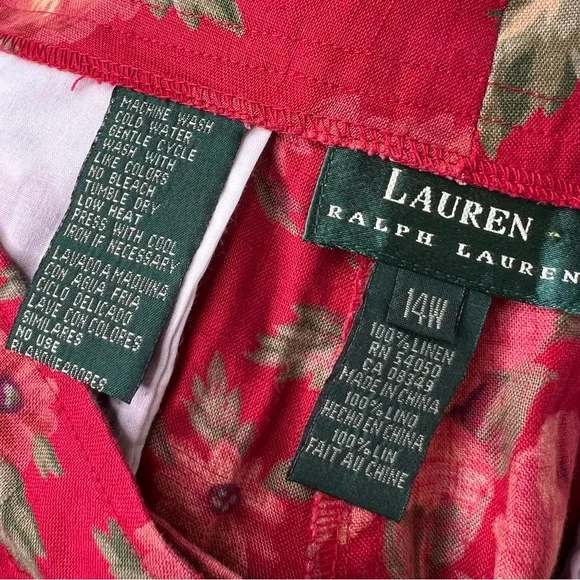 MACHINE WASH
COLD WATER
GENTLE CYCLE
WASH WITH
LIKE COLORS
NO BLEACH
TUMBLE DRY
LOW HEAT
PRESS WITH COOL
IRON IF NECESSARY
LAVADO A MAQUINA
CON AGUA FRIA
CICLO DELICADO
LAVE CON COLORES
SIMILARES
NO USE
BLANQUEADORES
LAUREN
RALPH LAUREN
14W
100% LINEN
RN 54050
CA 08349
MADE IN CHINA
100% LINO
HECHO EN CHINA
100% LIN
FAIT AU CHINE